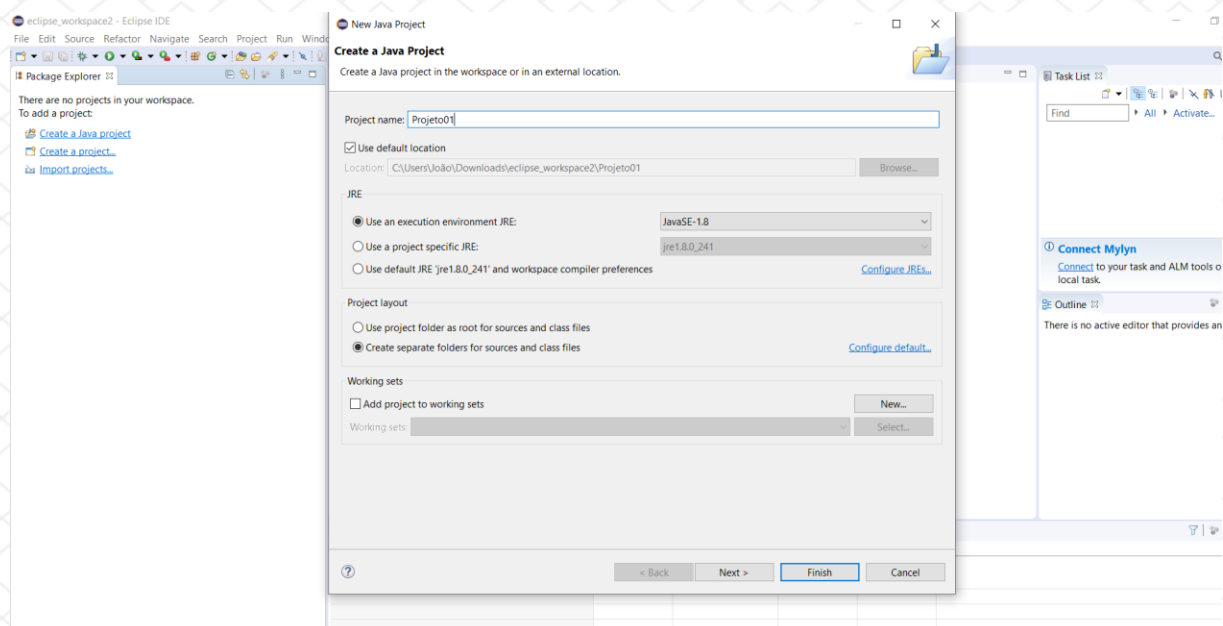 eclipse_workspace2 - Eclipse IDE
File Edit Source Refactor Navigate Search Project Run
Package Explorer
There are no projects in your workspace.
To add a project:
Create a Java project
Create a project...
Import projects...
New Java Project
Create a Java Project
Create a Java project in the workspace or in an external location.
Project name: Projeto01
Use default location
Location: C:\Users\João\Downloads\eclipse_workspace2\Projeto01 Browse...
JRE
Use an execution environment JRE: JavaSE-1.8
Use a project specific JRE: jre1.8.0_241
Use default JRE 'jre1.8.0_241' and workspace compiler preferences Configure JREs...
Project layout
Use project folder as root for sources and class files
Create separate folders for sources and class files Configure default...
Working sets
Add project to working sets New...
Working sets: Select...
< Back Next > Finish Cancel
Task List
Find All Activate...
Connect Mylyn
Connect to your task and ALM tools o
local task.
Outline
There is no active editor that provides an